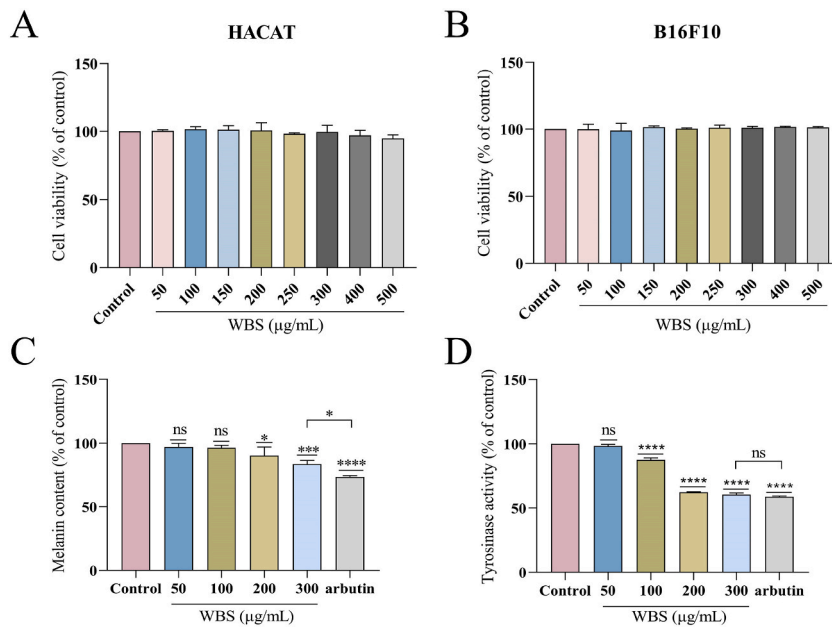 A
HACAT
Cell viability (% of control)
150
100
50
0
Control
50
100
150
200
250
300
400
500
WBS (μg/mL)
B
B16F10
Cell viability (% of control)
150
100
50
0
Control
50
100
150
200
250
300
400
500
WBS (μg/mL)
C
Melanin content (% of control)
150
100
50
0
ns
ns
*
***
****
*
Control
50
100
200
300
arbutin
WBS (μg/mL)
D
Tyrosinase activity (% of control)
150
100
50
0
ns
****
****
****
****
ns
Control
50
100
200
300
arbutin
WBS (μg/mL)